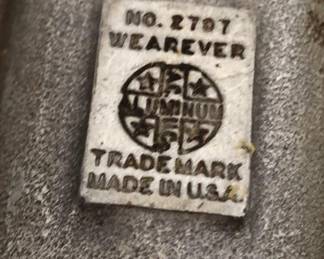 NO. 2797
WEAREVER
ALUMINUM
TRADE MARK
MADE IN U.S.A.